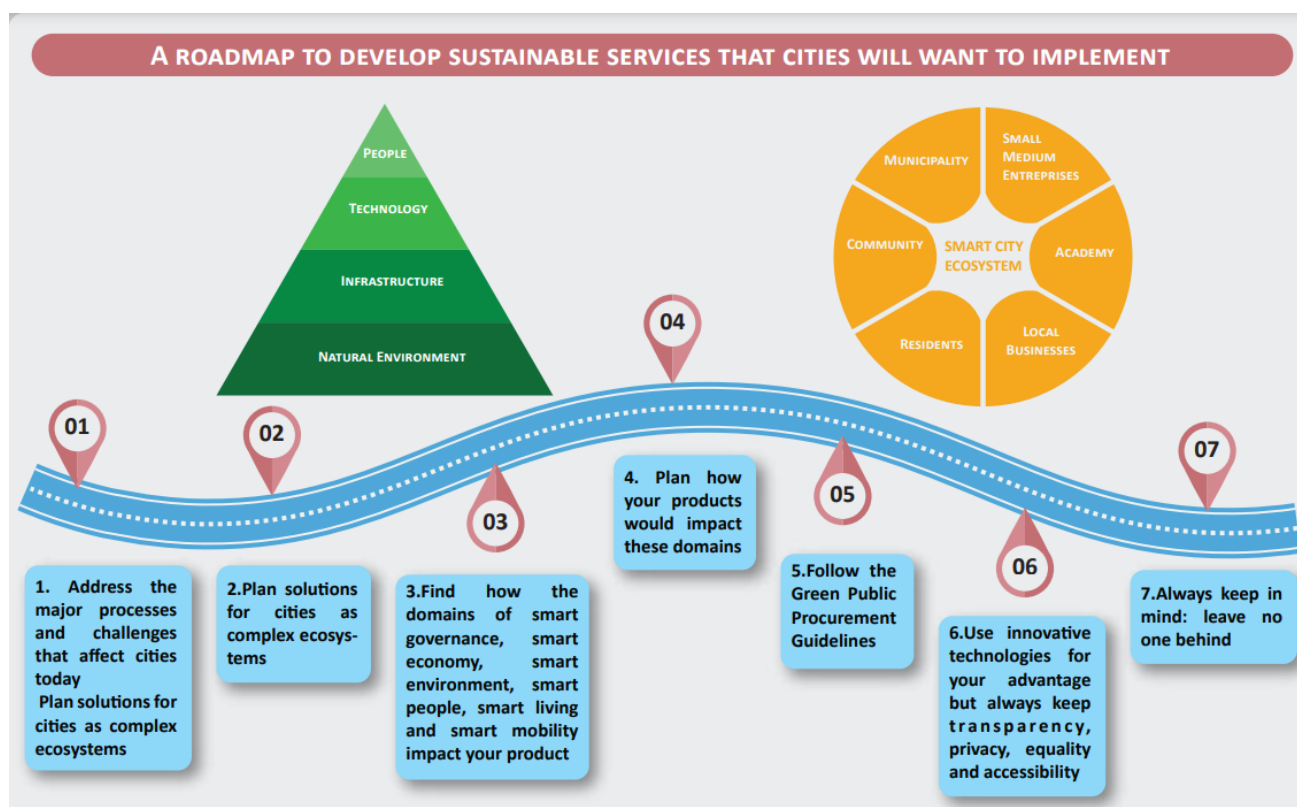 A ROADMAP TO DEVELOP SUSTAINABLE SERVICES THAT CITIES WILL WANT TO IMPLEMENT
PEOPLE
TECHNOLOGY
INFRASTRUCTURE
NATURAL ENVIRONMENT
MUNICIPALITY
SMALL
MEDIUM
ENTREPRISES
COMMUNITY
SMART CITY
ECOSYSTEM
ACADEMY
RESIDENTS
LOCAL
BUSINESSES
01
02
03
04
05
06
07
1. Address the
major processes
and challenges
that affect cities
today
Plan solutions for
cities as complex
ecosystems
2.Plan solutions
for cities as
complex ecosys-
tems
3.Find how the
domains of smart
governance, smart
economy, smart
environment, smart
people, smart living
and smart mobility
impact your product
4. Plan how
your products
would impact
these domains
5.Follow the
Green Public
Procurement
Guidelines
6.Use innovative
technologies for
your advantage
but always keep
transparency,
privacy, equality
and accessibility
7.Always keep in
mind: leave no
one behind